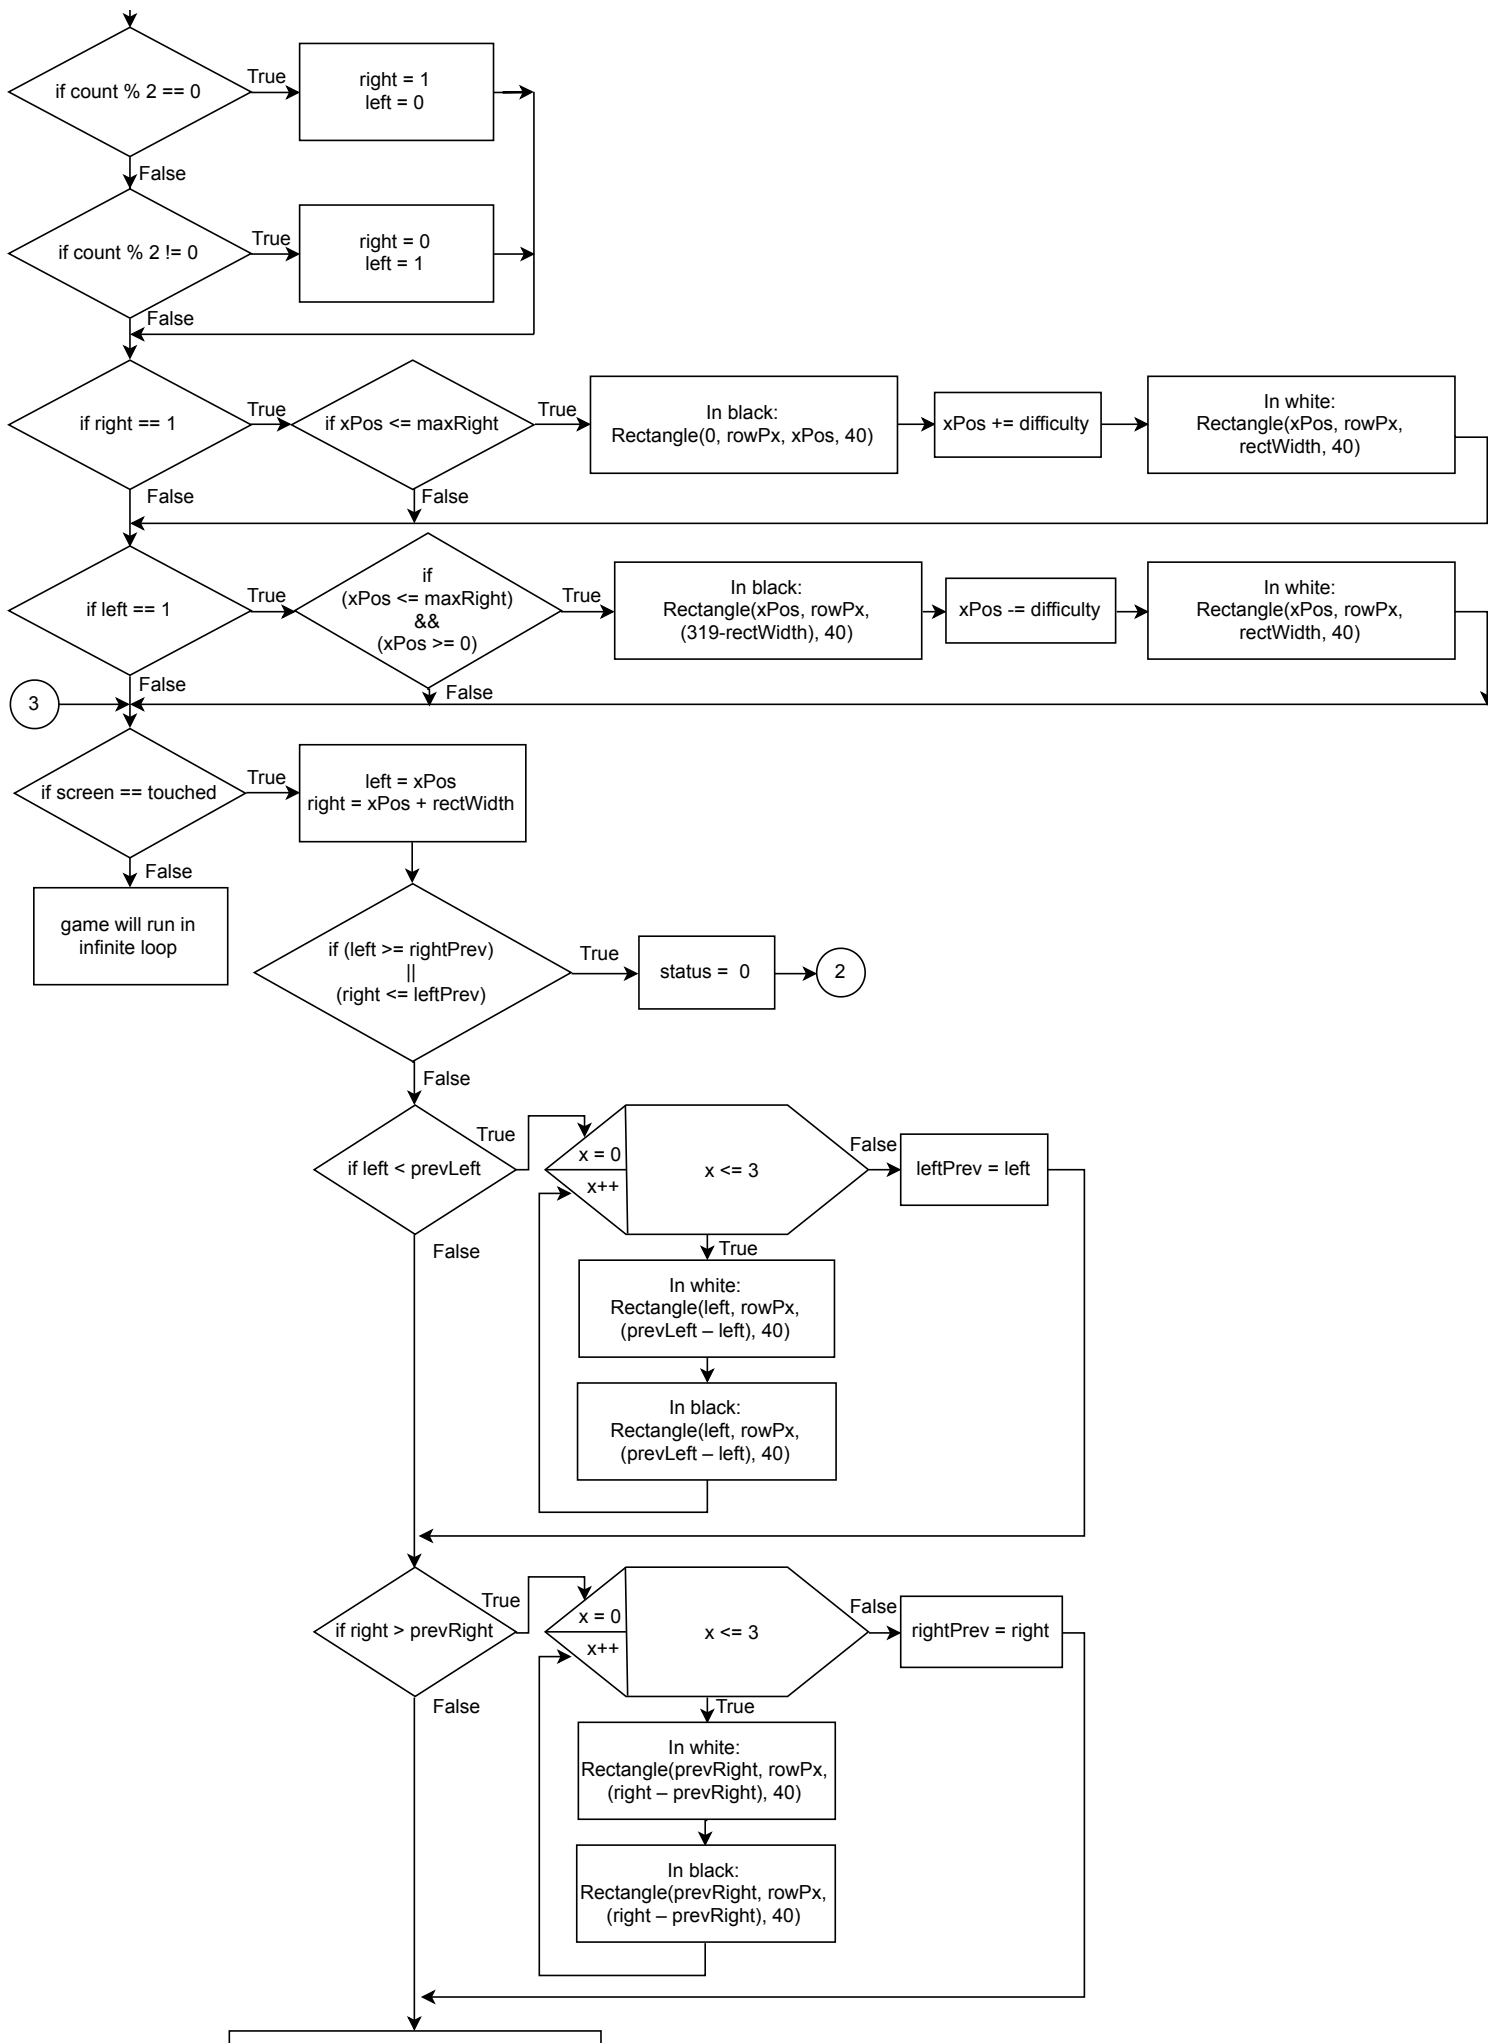 if count % 2 == 0
True
right = 1
left = 0
False
if count % 2 != 0
True
right = 0
left = 1
False
if right == 1
True
if xPos <= maxRight
True
In black:
Rectangle(0, rowPx, xPos, 40)
xPos += difficulty
In white:
Rectangle(xPos, rowPx,
rectWidth, 40)
False
False
if left == 1
True
if
(xPos <= maxRight)
&&
(xPos >= 0)
True
In black:
Rectangle(xPos, rowPx,
(319-rectWidth), 40)
xPos -= difficulty
In white:
Rectangle(xPos, rowPx,
rectWidth, 40)
False
False
3
if screen == touched
True
left = xPos
right = xPos + rectWidth
False
game will run in
infinite loop
if (left >= rightPrev)
||
(right <= leftPrev)
True
status =  0
2
False
if left < prevLeft
True
x = 0
x++
x <= 3
False
leftPrev = left
True
False
In white:
Rectangle(left, rowPx,
(prevLeft – left), 40)
In black:
Rectangle(left, rowPx,
(prevLeft – left), 40)
if right > prevRight
True
x = 0
x++
x <= 3
False
rightPrev = right
True
False
In white:
Rectangle(prevRight, rowPx,
(right – prevRight), 40)
In black:
Rectangle(prevRight, rowPx,
(right – prevRight), 40)